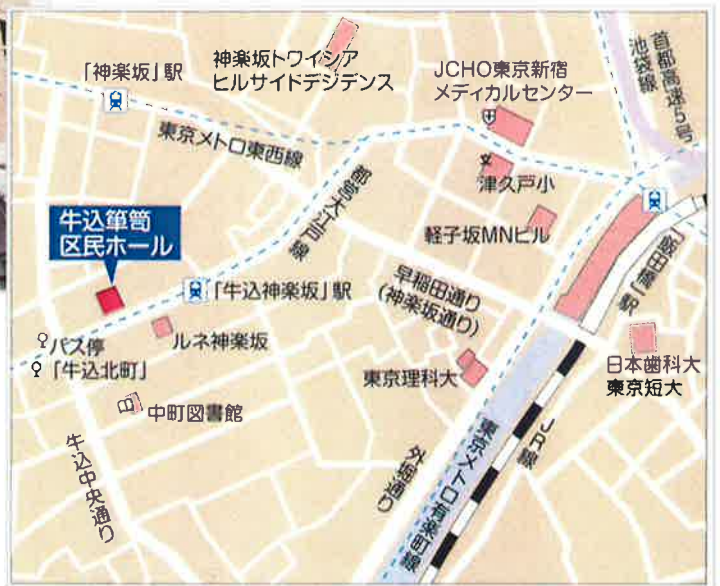 「神楽坂」駅
神楽坂トワイシア
ヒルサイドデジデンス
JCHO東京新宿
メディカルセンター
首都高速5号
池袋線
東京メトロ東西線
都営大江戸線
津久戸小
軽子坂MNビル
牛込箪笥
区民ホール
「牛込神楽坂」駅
早稲田通り
(神楽坂通り)
「飯田橋」駅
バス停
「牛込北町」
ルネ神楽坂
東京理科大
日本歯科大
東京短大
中町図書館
牛込中央通り
外堀通り
東京メトロ有楽町線
JR線